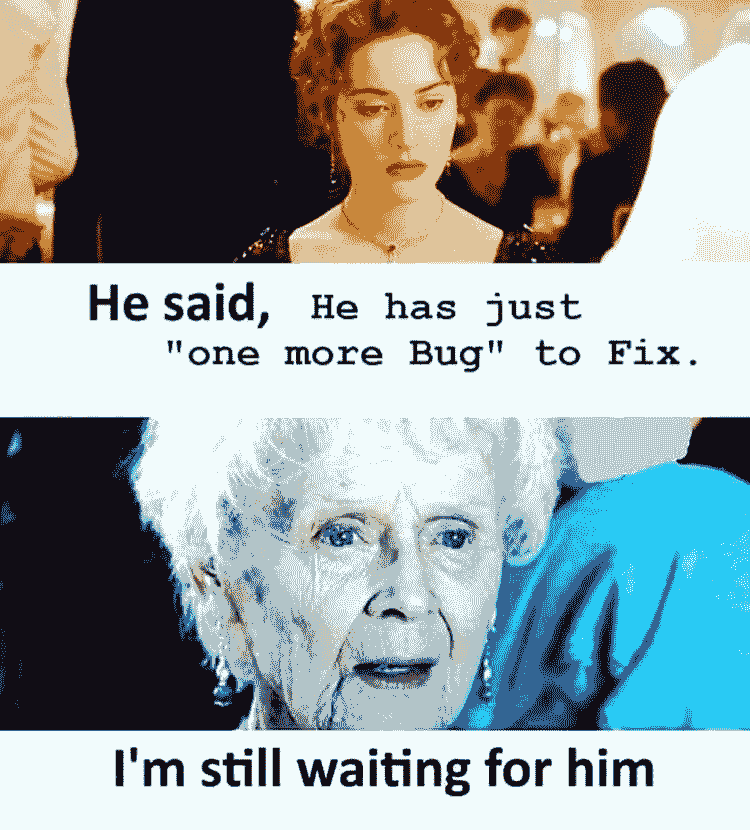 He said, He has just
"one more Bug" to Fix.
I'm still waiting for him